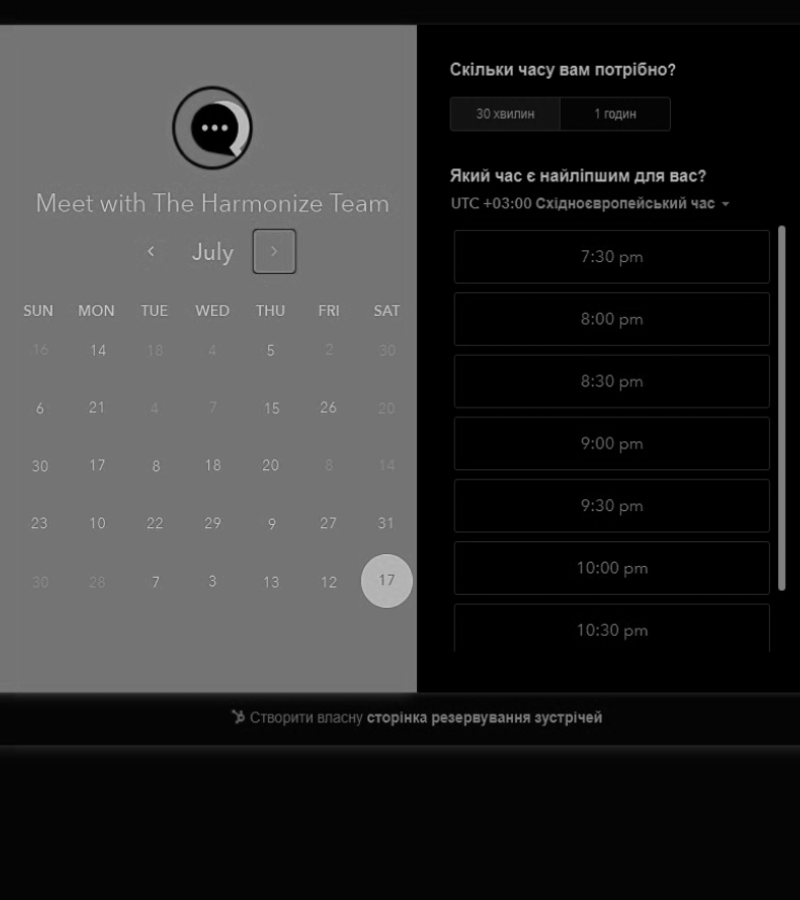 Meet with The Harmonize Team
July
SUN MON TUE WED THU FRI SAT
16 14 18 4 5 2 30
6 21 4 7 15 26 20
30 17 8 18 20 8 14
23 10 22 29 9 27 31
30 28 7 3 13 12 17
Скільки часу вам потрібно?
30 хвилин 1 годин
Який час є найліпшим для вас?
UTC +03:00 Східноєвропейський час
7:30 pm
8:00 pm
8:30 pm
9:00 pm
9:30 pm
10:00 pm
10:30 pm
Створити власну сторінка резервування зустрічей